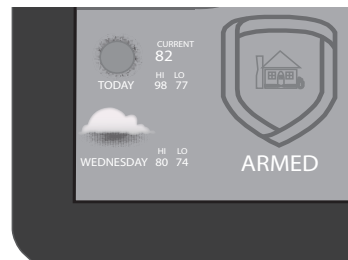 CURRENT
82
HI LO
TODAY 98 77
HI LO
WEDNESDAY 80 74
ARMED